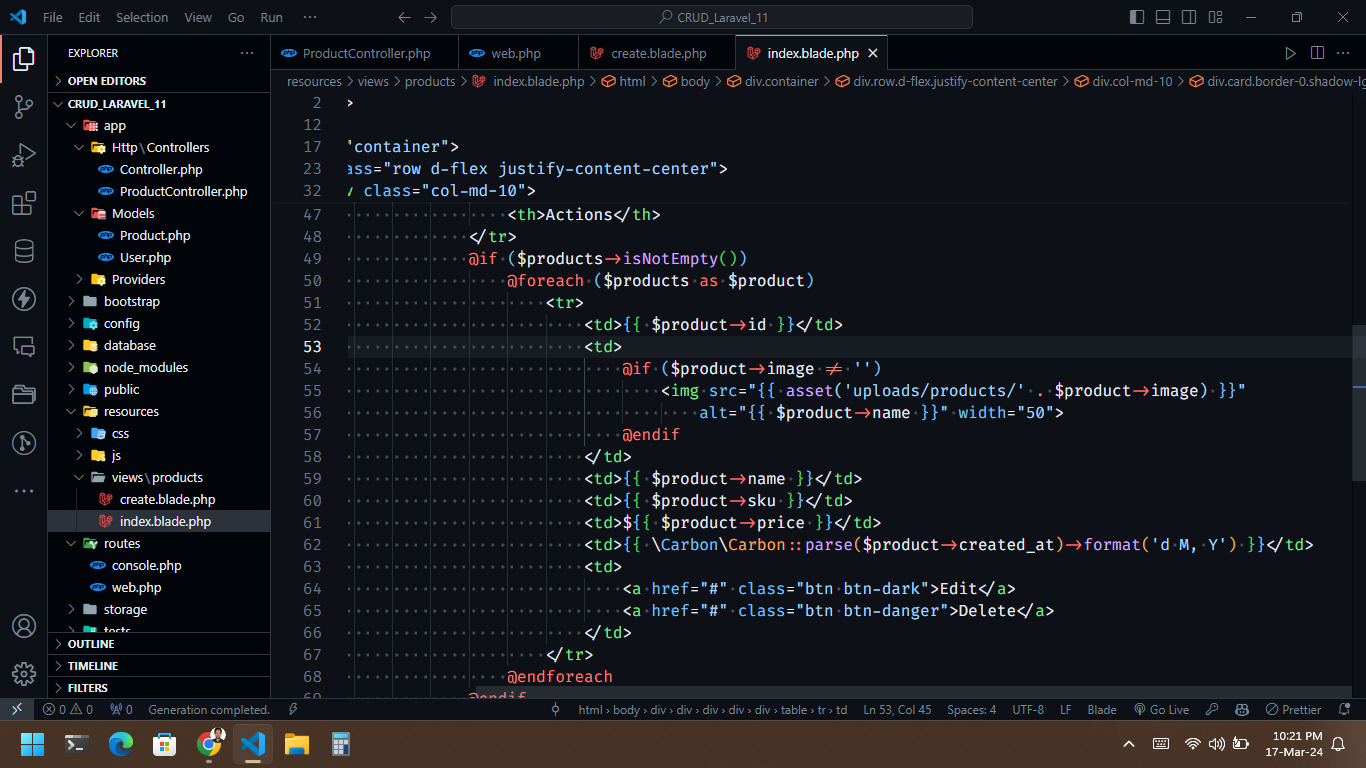 File Edit Selection View Go Run ··· CRUD_Laravel_11
EXPLORER ···
OPEN EDITORS
CRUD_LARAVEL_11
app
Http\Controllers
Controller.php
ProductController.php
Models
Product.php
User.php
Providers
bootstrap
config
database
node_modules
public
resources
css
js
views\products
create.blade.php
index.blade.php
routes
console.php
web.php
storage
tests
OUTLINE
TIMELINE
FILTERS
ProductController.php web.php create.blade.php index.blade.php
resources > views > products > index.blade.php > html > body > div.container > div.row.d-flex.justify-content-center > div.col-md-10 > div.card.border-0.shadow-lg
2 >
12
17 "container">
23 ass="row d-flex justify-content-center">
32 v class="col-md-10">
47 <th>Actions</th>
48 </tr>
49 @if ($products->isNotEmpty())
50 @foreach ($products as $product)
51 <tr>
52 <td>{{ $product->id }}</td>
53 <td>
54 @if ($product->image != '')
55 <img src="{{ asset('uploads/products/' . $product->image) }}"
56 alt="{{ $product->name }}" width="50">
57 @endif
58 </td>
59 <td>{{ $product->name }}</td>
60 <td>{{ $product->sku }}</td>
61 <td>${{ $product->price }}</td>
62 <td>{{ \Carbon\Carbon::parse($product->created_at)->format('d M, Y') }}</td>
63 <td>
64 <a href="#" class="btn btn-dark">Edit</a>
65 <a href="#" class="btn btn-danger">Delete</a>
66 </td>
67 </tr>
68 @endforeach
69 @endif
0 0 0 Generation completed. html > body > div > div > div > div > div > table > tr > td Ln 53, Col 45 Spaces: 4 UTF-8 LF Blade Go Live Prettier
10:21 PM
17-Mar-24